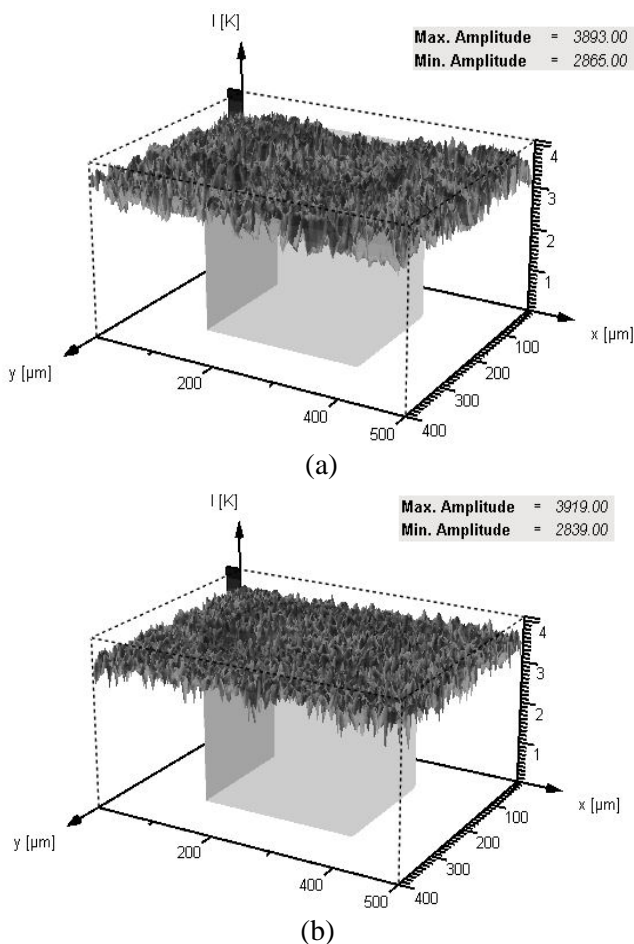 I [K]
Max. Amplitude = 3893.00
Min. Amplitude = 2865.00
4
3
2
1
x [µm]
100
200
300
400
y [µm]
200
400
500
(a)
I [K]
Max. Amplitude = 3919.00
Min. Amplitude = 2839.00
4
3
2
1
x [µm]
100
200
300
400
y [µm]
200
400
500
(b)